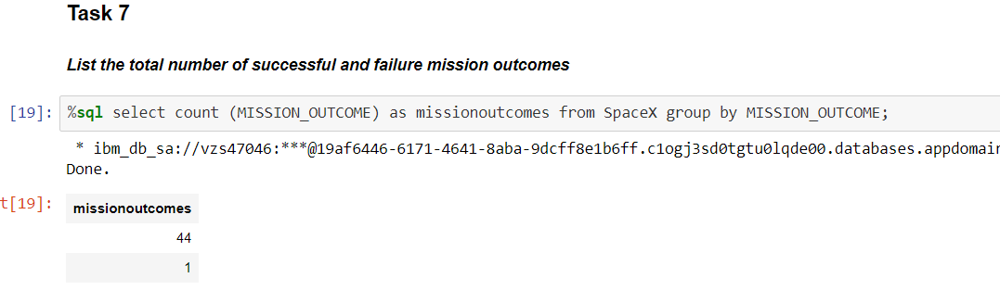 Task 7
List the total number of successful and failure mission outcomes
[19]: %sql select count (MISSION_OUTCOME) as missionoutcomes from SpaceX group by MISSION_OUTCOME;
* ibm_db_sa://vzs47046:***@19af6446-6171-4641-8aba-9dcff8e1b6ff.c1ogj3sd0tgtu0lqde00.databases.appdomain
Done.
t[19]: missionoutcomes
44
1